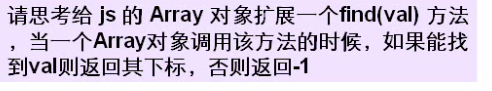 请思考给 js 的 Array 对象扩展一个find(val) 方法
，当一个Array对象调用该方法的时候，如果能找
到val则返回其下标，否则返回-1